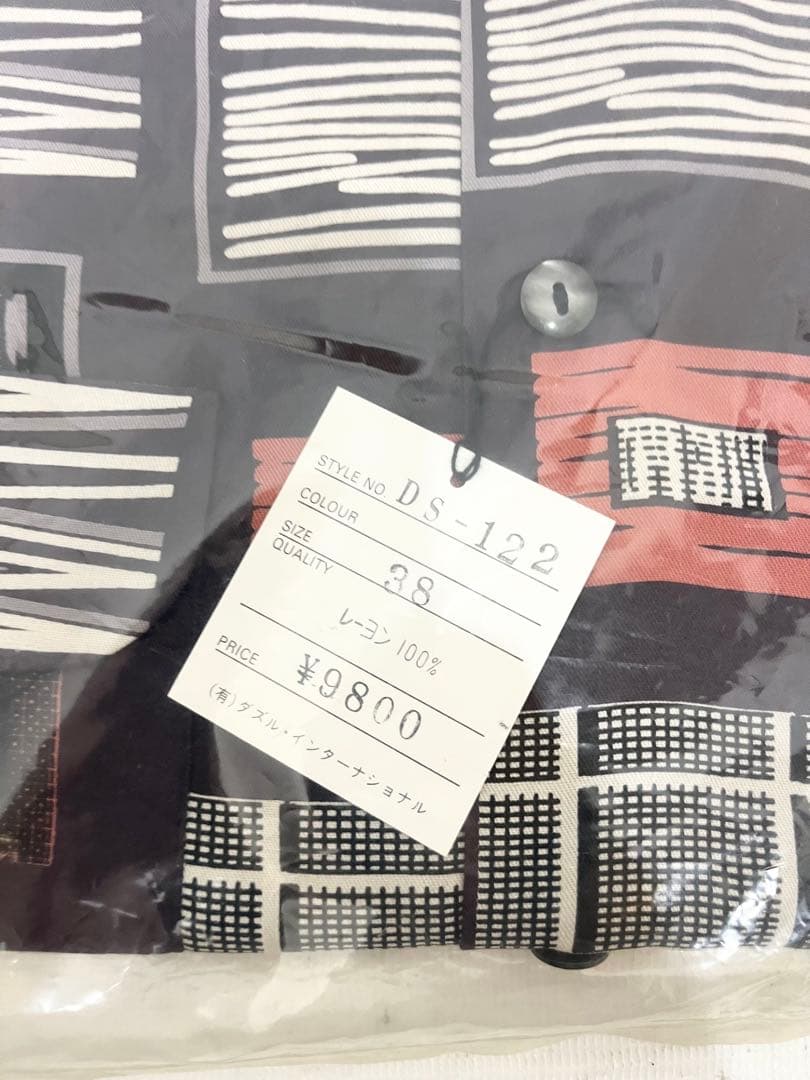 STYLE NO. DS-122
COLOUR
SIZE 38
QUALITY
レーヨン 100%
PRICE ¥9800
(有)ダズル・インターナショナル